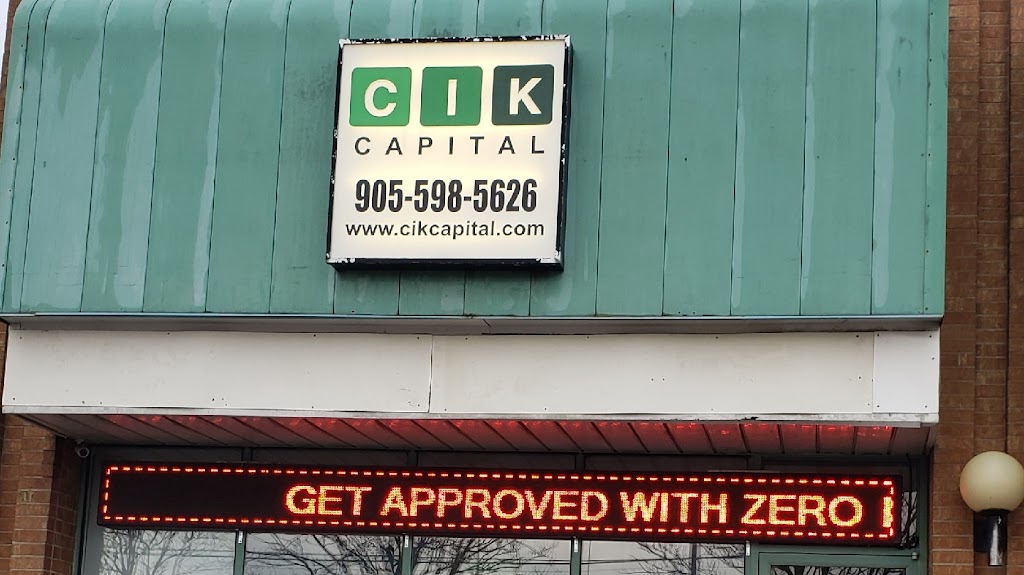 CIK
CAPITAL
905-598-5626
www.cikcapital.com
GET APPROVED WITH ZERO